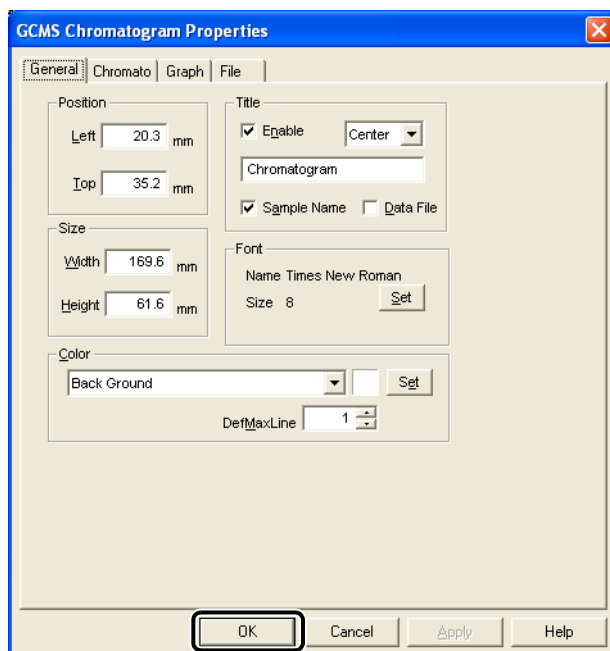 GCMS Chromatogram Properties
General Chromato Graph File
Position
Left 20.3 mm
Top 35.2 mm
Title
Enable Center
Chromatogram
Sample Name Data File
Size
Width 169.6 mm
Height 61.6 mm
Font
Name Times New Roman
Size 8 Set
Color
Back Ground Set
DefMaxLine 1
OK Cancel Apply Help